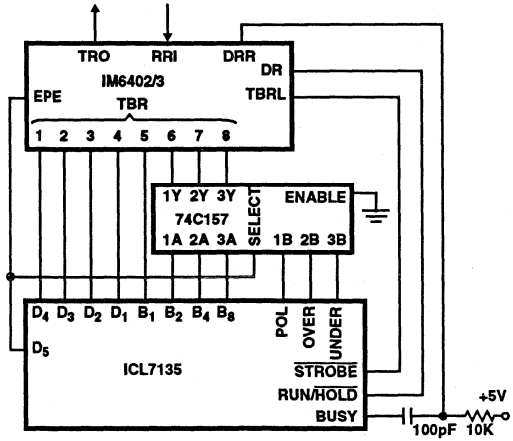 TRO RRI DRR
IM6402/3 DR
EPE TBR TBRL
1 2 3 4 5 6 7 8
1Y 2Y 3Y SELECT ENABLE
74C157
1A 2A 3A 1B 2B 3B
D4 D3 D2 D1 B1 B2 B4 B8 POL OVER UNDER
D5
ICL7135 STROBE
RUN/HOLD
BUSY
+5V
100pF 10K